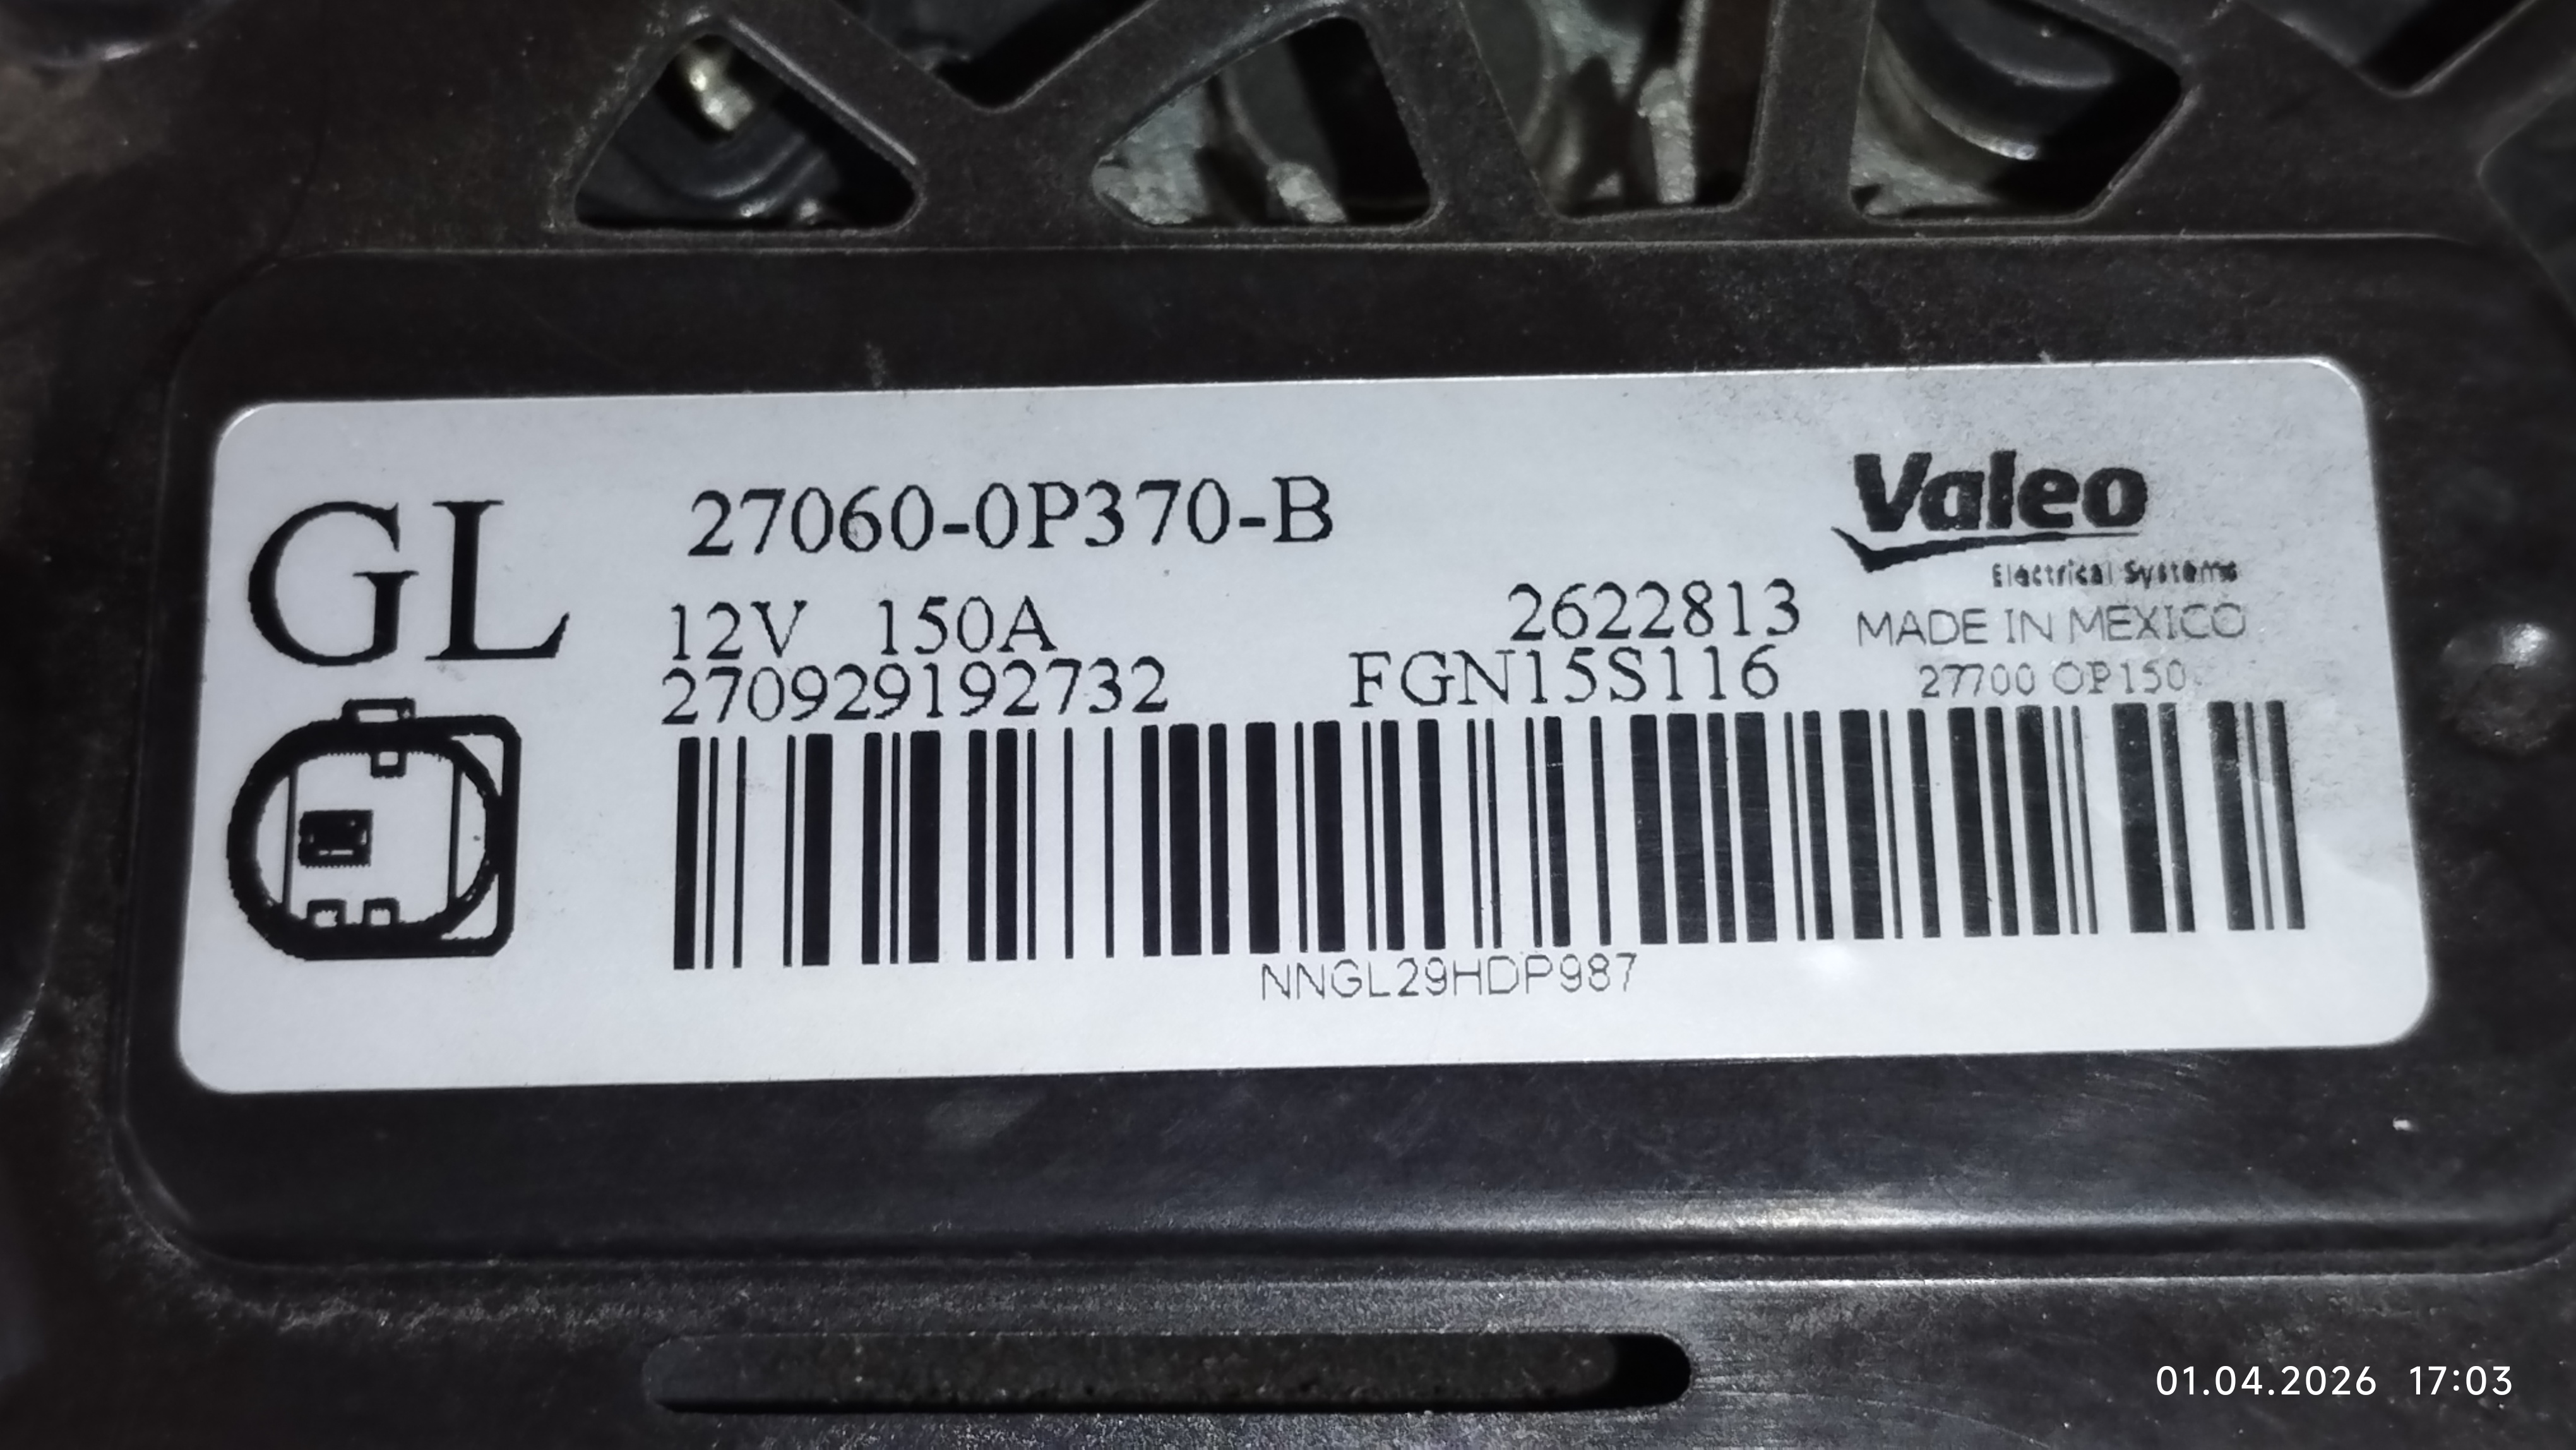 GL
27060-0P370-B
Valeo
Electrical Systems
12V 150A
2622813
MADE IN MEXICO
270929192732
FGN15S116
27700 0P150
NNGL29HDP987
01.04.2026 17:03